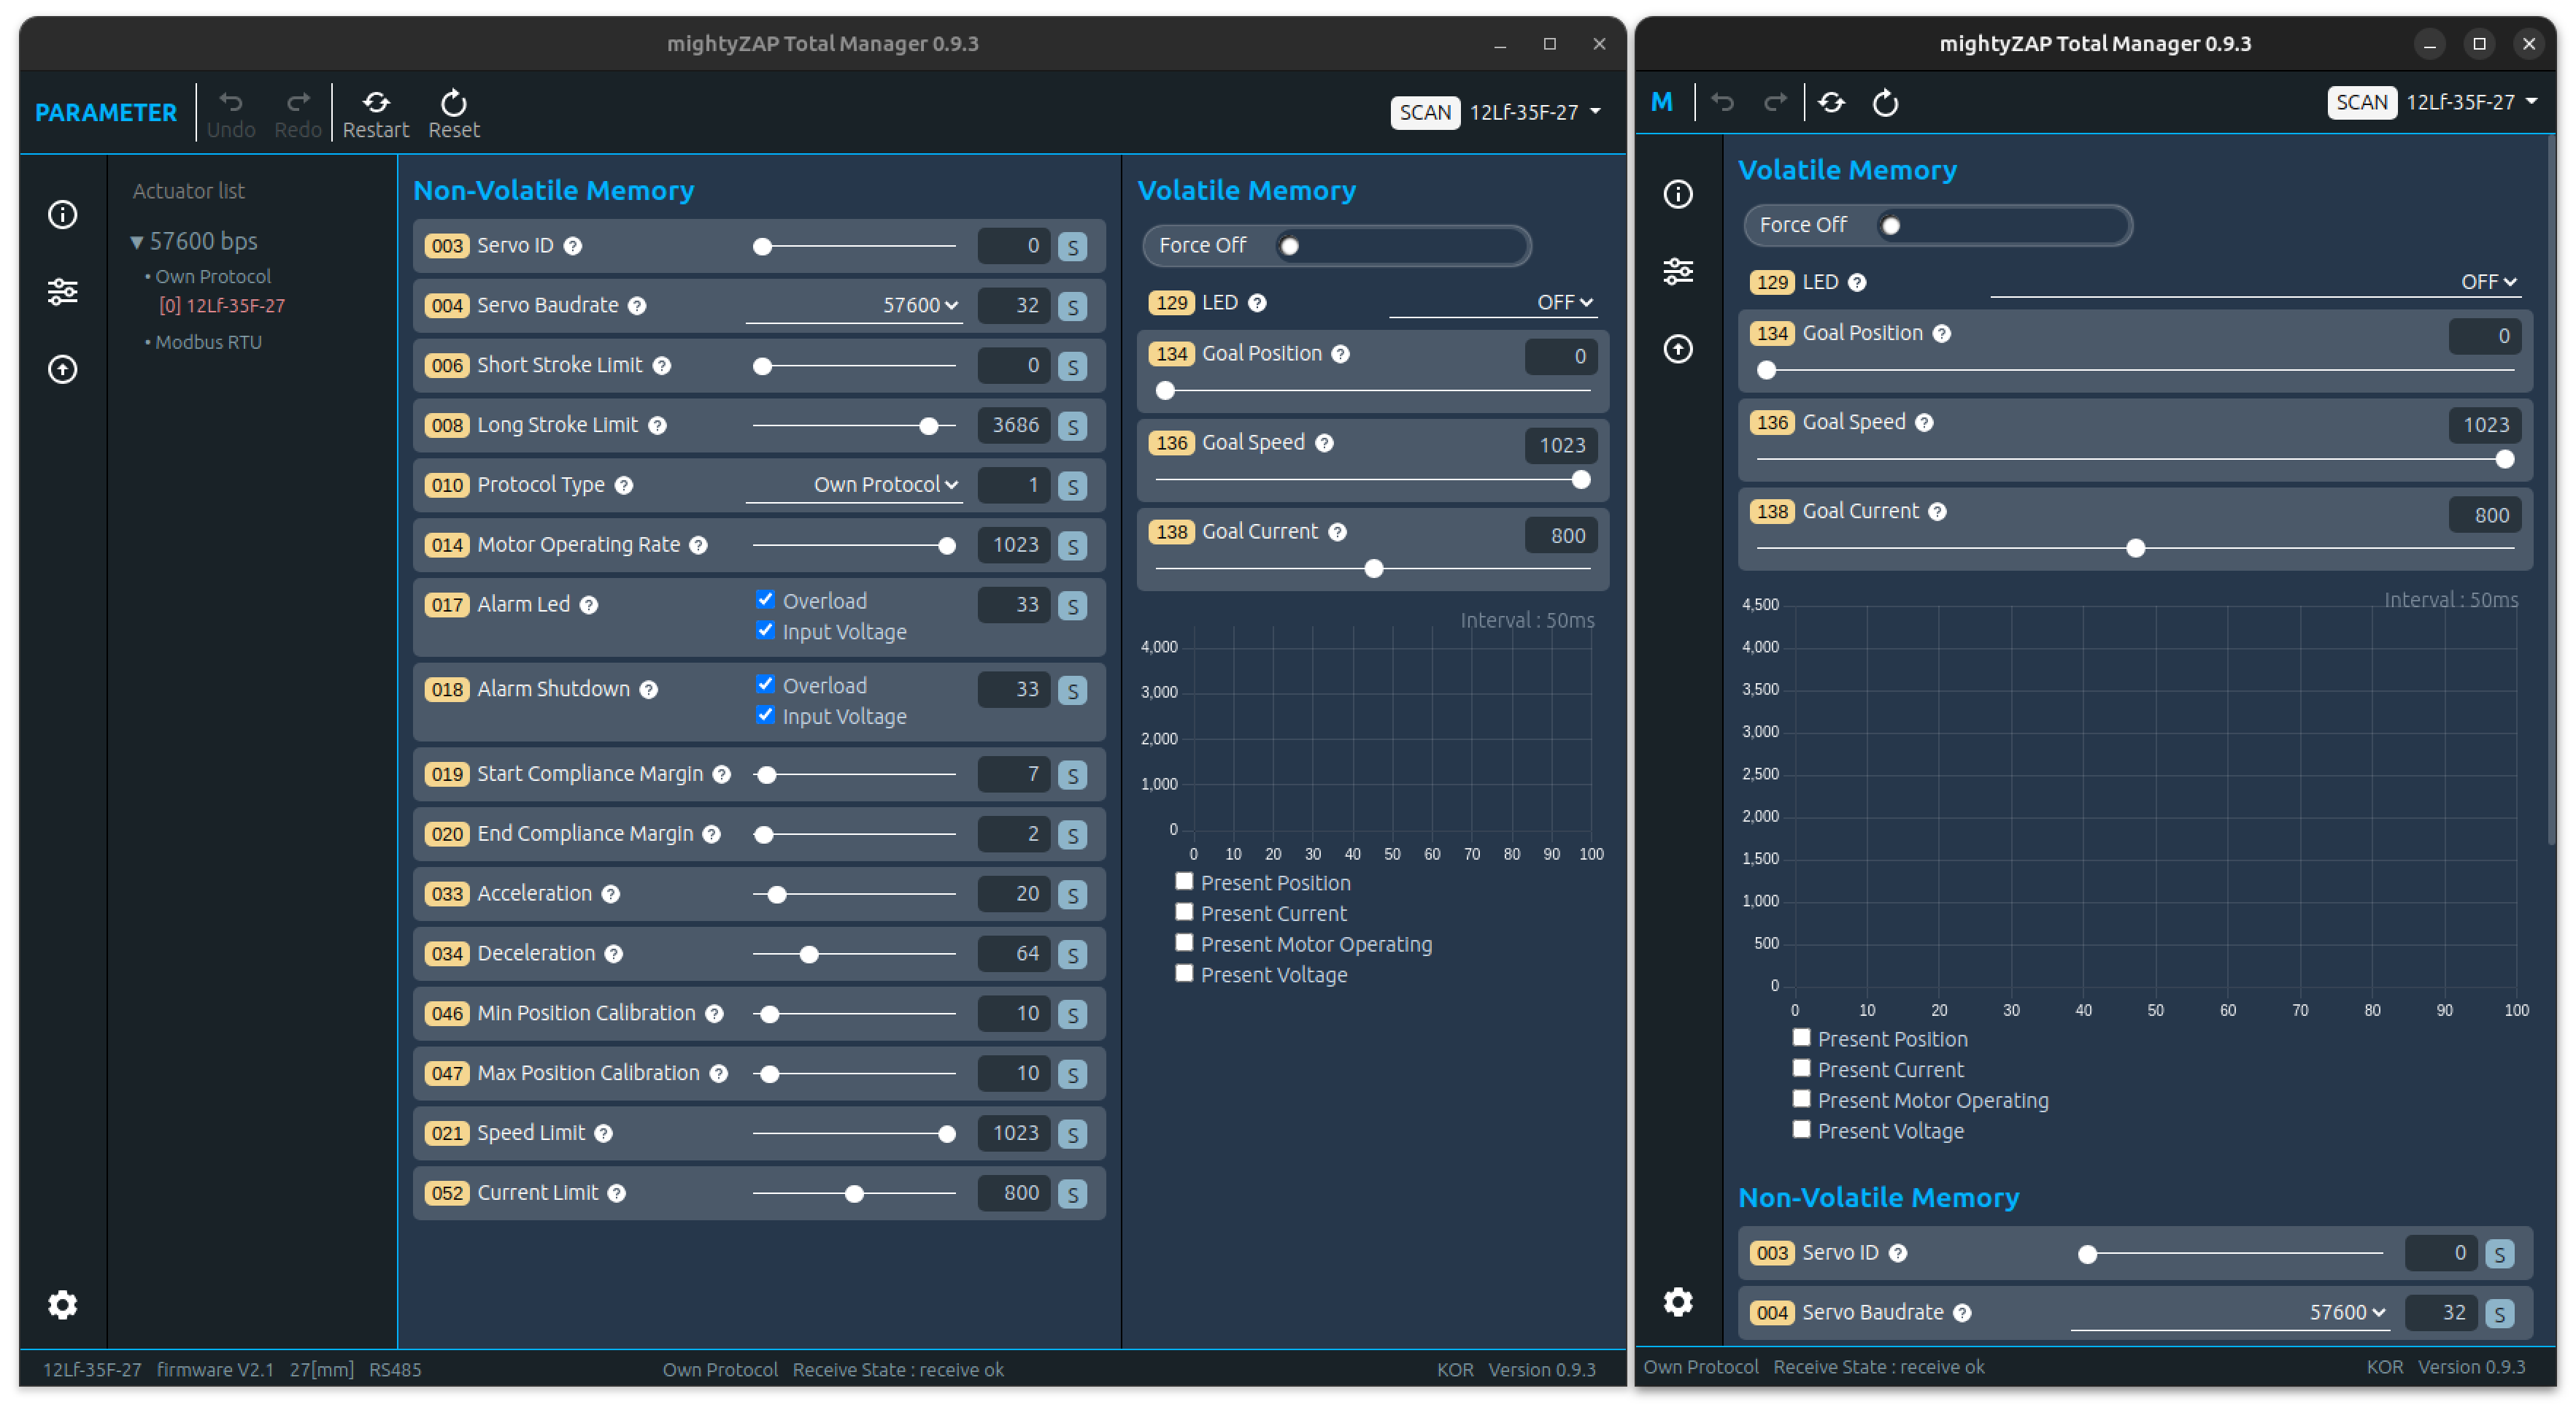 mightyZAP Total Manager 0.9.3
PARAMETER
Undo
Redo
Restart
Reset
SCAN 12Lf-35F-27
Actuator list
▼ 57600 bps
• Own Protocol
[0] 12Lf-35F-27
• Modbus RTU
Non-Volatile Memory
003 Servo ID ? 0 S
004 Servo Baudrate ? 57600 32 S
006 Short Stroke Limit ? 0 S
008 Long Stroke Limit ? 3686 S
010 Protocol Type ? Own Protocol 1 S
014 Motor Operating Rate ? 1023 S
017 Alarm Led ? Overload 33 S
Input Voltage
018 Alarm Shutdown ? Overload 33 S
Input Voltage
019 Start Compliance Margin ? 7 S
020 End Compliance Margin ? 2 S
033 Acceleration ? 20 S
034 Deceleration ? 64 S
046 Min Position Calibration ? 10 S
047 Max Position Calibration ? 10 S
021 Speed Limit ? 1023 S
052 Current Limit ? 800 S
Volatile Memory
Force Off
129 LED ? OFF
134 Goal Position ? 0
136 Goal Speed ? 1023
138 Goal Current ? 800
Interval : 50ms
4,000
3,000
2,000
1,000
0
0 10 20 30 40 50 60 70 80 90 100
Present Position
Present Current
Present Motor Operating
Present Voltage
12Lf-35F-27 firmware V2.1 27[mm] RS485 Own Protocol Receive State : receive ok KOR Version 0.9.3
mightyZAP Total Manager 0.9.3
M SCAN 12Lf-35F-27
Volatile Memory
Force Off
129 LED ? OFF
134 Goal Position ? 0
136 Goal Speed ? 1023
138 Goal Current ? 800
Interval : 50ms
4,500
4,000
3,500
3,000
2,500
2,000
1,500
1,000
500
0
0 10 20 30 40 50 60 70 80 90 100
Present Position
Present Current
Present Motor Operating
Present Voltage
Non-Volatile Memory
003 Servo ID ? 0 S
004 Servo Baudrate ? 57600 32 S
Own Protocol Receive State : receive ok KOR Version 0.9.3